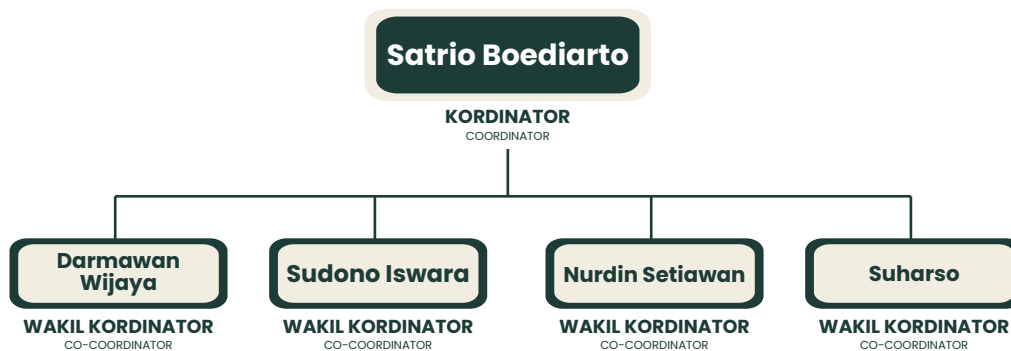 Satrio Boediarto
KORDINATOR
COORDINATOR
Darmawan
Wijaya
WAKIL KORDINATOR
CO-COORDINATOR
Sudono Iswara
WAKIL KORDINATOR
CO-COORDINATOR
Nurdin Setiawan
WAKIL KORDINATOR
CO-COORDINATOR
Suharso
WAKIL KORDINATOR
CO-COORDINATOR